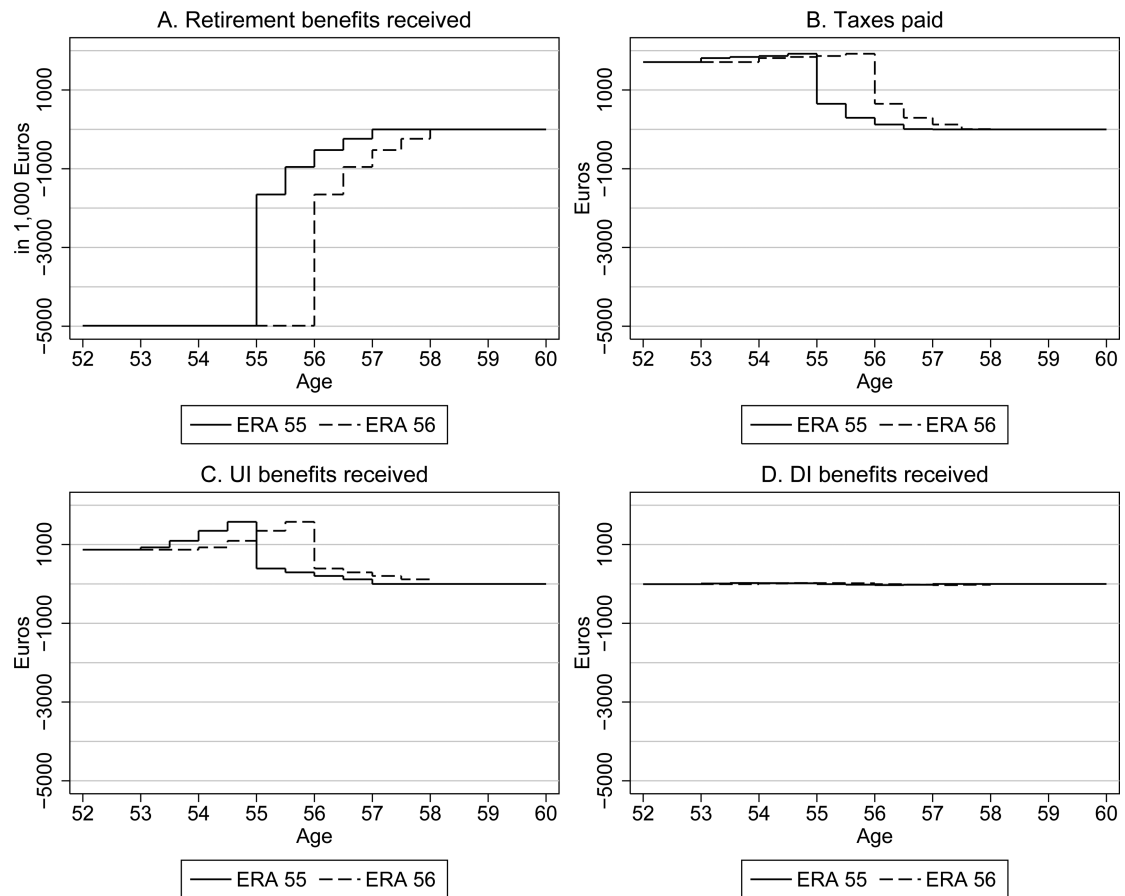 A. Retirement benefits received
in 1,000 Euros
1000
−1000
−3000
−5000
52 53 54 55 56 57 58 59 60
Age
ERA 55 ERA 56
B. Taxes paid
Euros
1000
−1000
−3000
−5000
52 53 54 55 56 57 58 59 60
Age
ERA 55 ERA 56
C. UI benefits received
Euros
1000
−1000
−3000
−5000
52 53 54 55 56 57 58 59 60
Age
ERA 55 ERA 56
D. DI benefits received
Euros
1000
−1000
−3000
−5000
52 53 54 55 56 57 58 59 60
Age
ERA 55 ERA 56